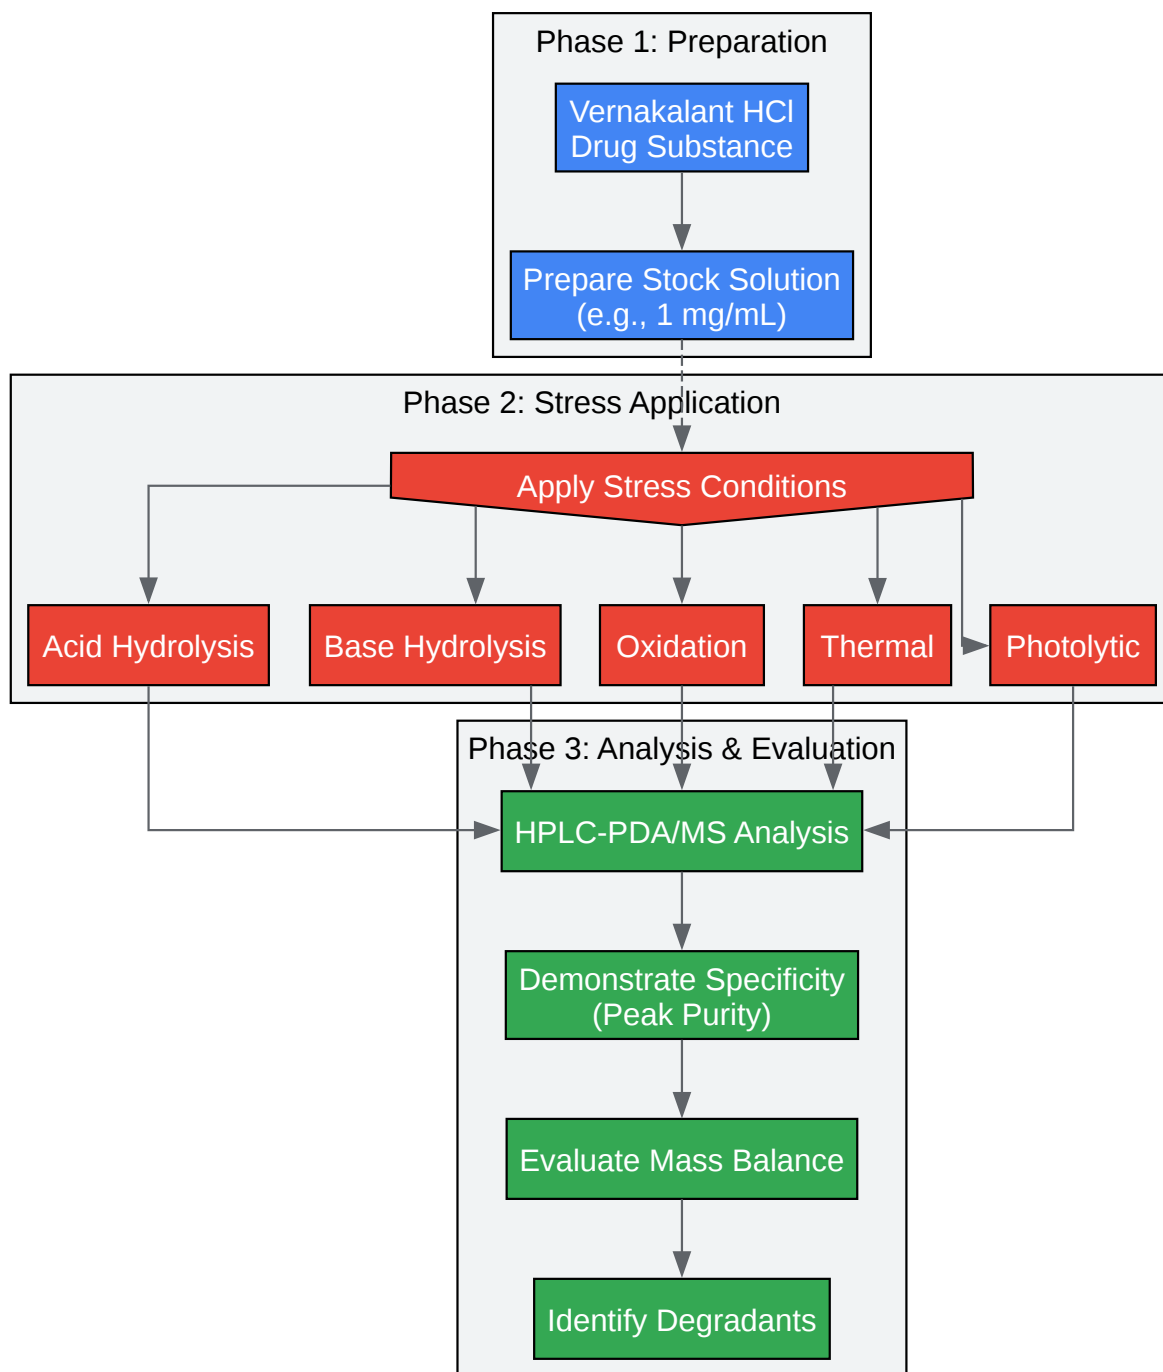 Phase 1: Preparation
Vernakalant HCl
Drug Substance
Prepare Stock Solution
(e.g., 1 mg/mL)
Phase 2: Stress Application
Apply Stress Conditions
Acid Hydrolysis
Base Hydrolysis
Oxidation
Thermal
Photolytic
Phase 3: Analysis & Evaluation
HPLC-PDA/MS Analysis
Demonstrate Specificity
(Peak Purity)
Evaluate Mass Balance
Identify Degradants